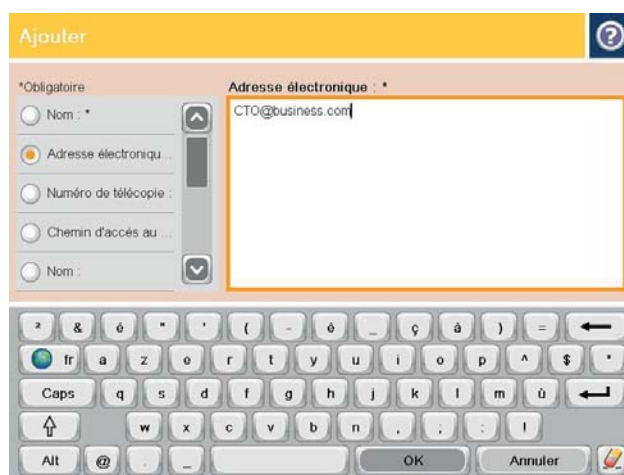 Ajouter
*Obligatoire
Adresse électronique : *
Nom : *
CTO@business.com
Adresse électroniqu...
Numéro de télécopie :
Chemin d'accés au ...
Nom :
² & é " ' ( - è _ ç à ) =
fr a z e r t y u i o p ^ $ *
Caps q s d f g h j k l m ù
w x c v b n , ; : !
Alt @ . _ OK Annuler